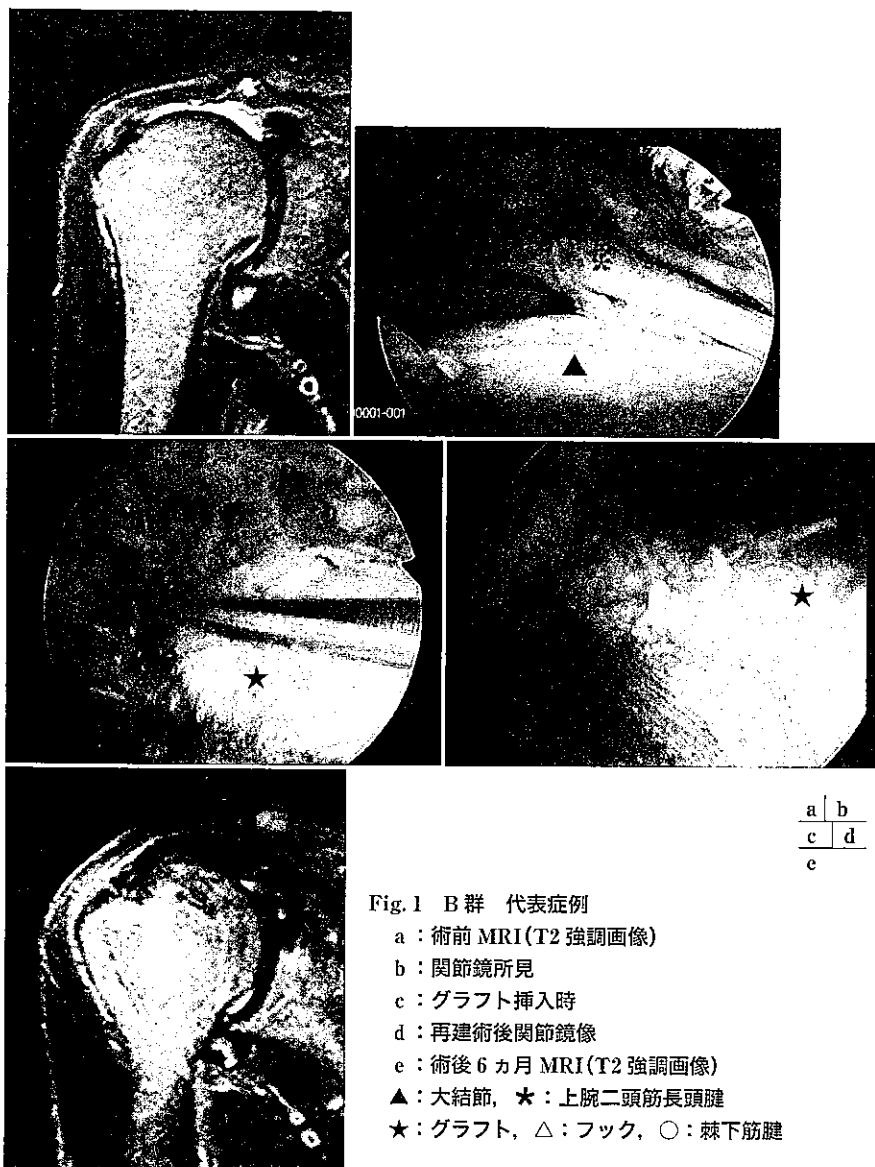 0001-001
a b
c d
e
Fig. 1 B群 代表症例
a：術前 MRI(T2 強調画像)
b：関節鏡所見
c：グラフト挿入時
d：再建術後関節鏡像
e：術後 6 ヵ月 MRI(T2 強調画像)
▲：大結節，＊：上腕二頭筋長頭腱
★：グラフト，△：フック，○：棘下筋腱